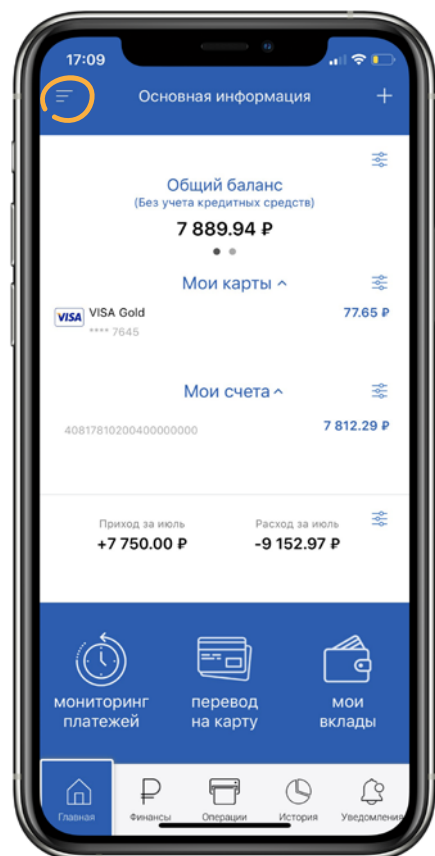 17:09
Основная информация
Общий баланс
(Без учета кредитных средств)
7 889.94 ₽
Мои карты
VISA
VISA Gold
77.65 ₽
**** 7645
Мои счета
40817810200400000000
7 812.29 ₽
Приход за июль
Расход за июль
+7 750.00 ₽
-9 152.97 ₽
мониторинг
платежей
перевод
на карту
мои
вклады
Главная
Финансы
Операции
История
Уведомления